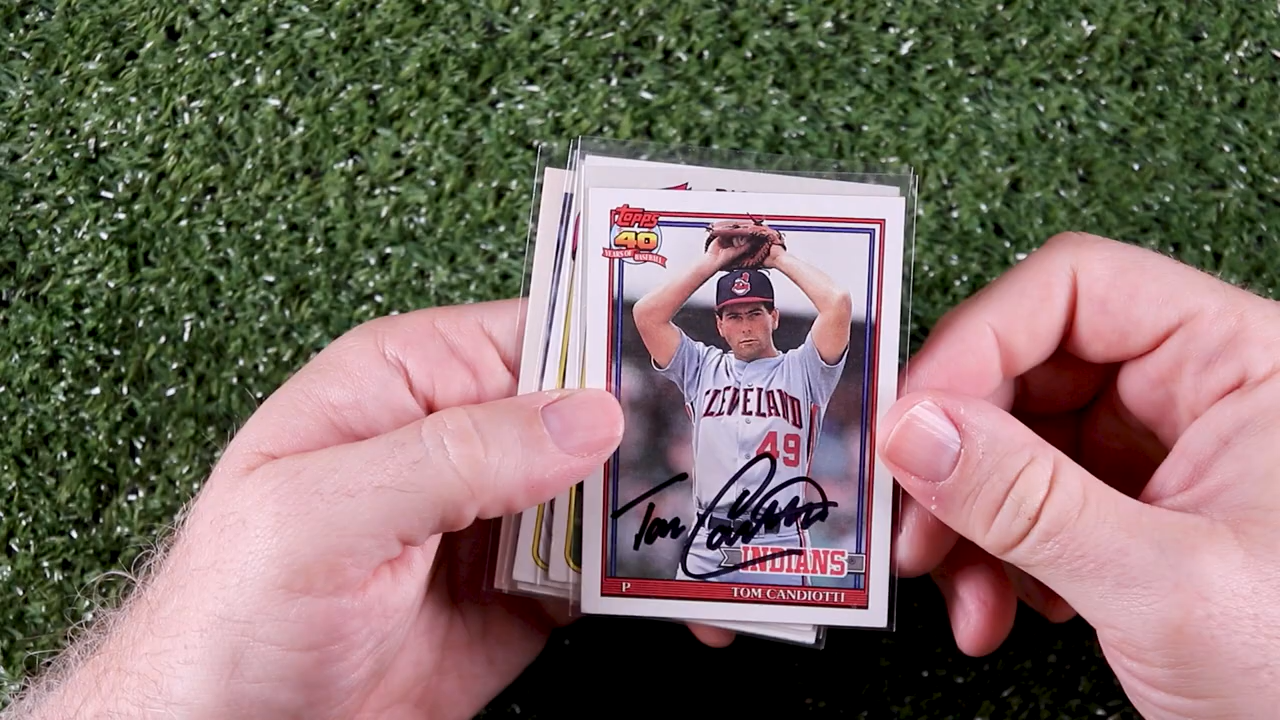 Topps
40
YEARS OF BASEBALL
CLEVELAND
49
Tom Candiotti
INDIANS
P TOM CANDIOTTI